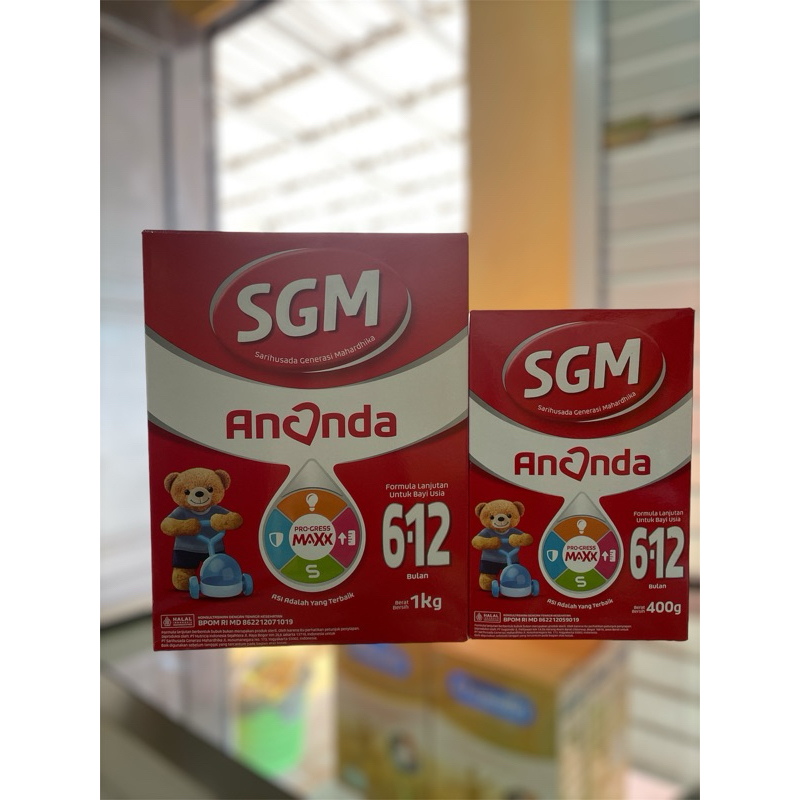 SGM
Sarihusada Generasi Mahardhika
Ananda
Formula Lanjutan
Untuk Bayi Usia
6-12
Bulan
PRO-GRESS
MAXX
S
ASI Adalah Yang Terbaik
Berat
Bersih 1kg
HALAL
BPOM RI MD 862212071019
SGM
Sarihusada Generasi Mahardhika
Ananda
Formula Lanjutan
Untuk Bayi Usia
6-12
Bulan
PRO-GRESS
MAXX
S
ASI Adalah Yang Terbaik
Berat
Bersih 400g
HALAL
BPOM RI MD 862212059019